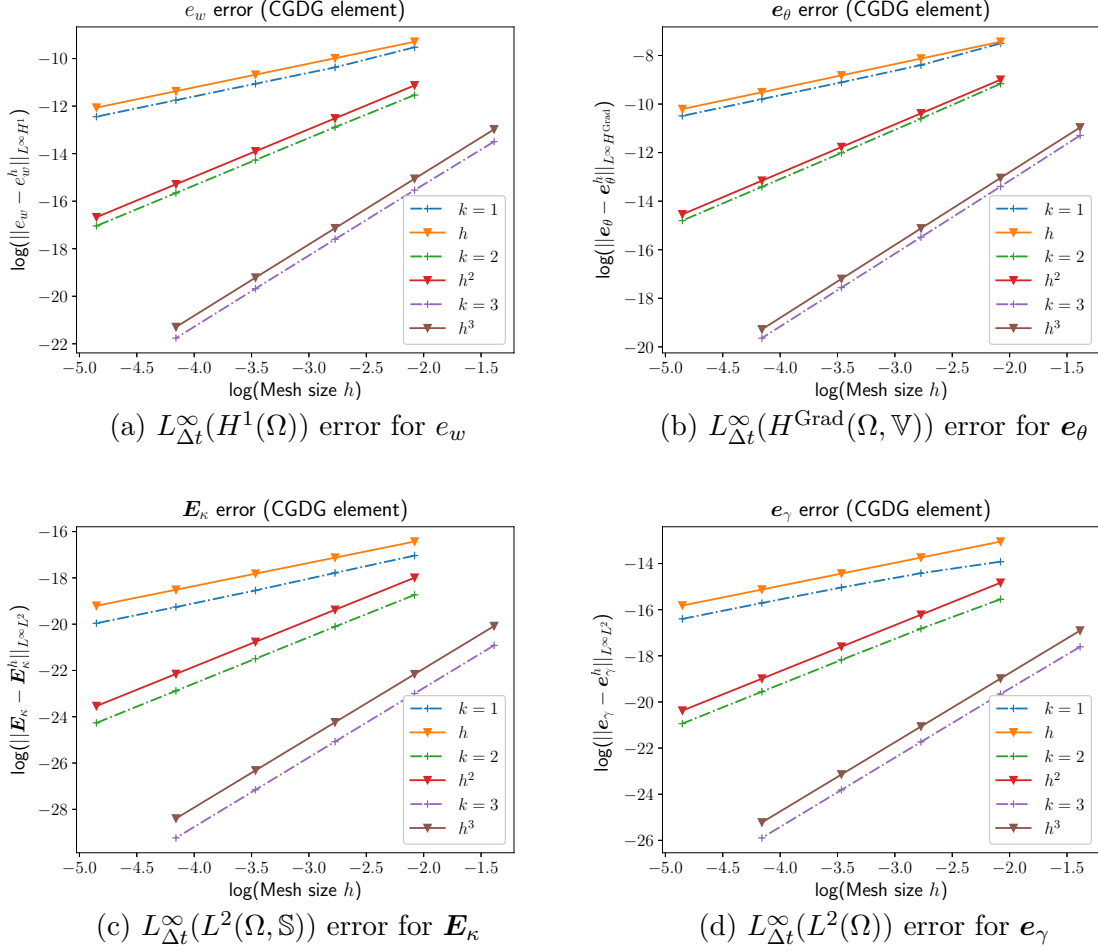 e_w error (CGDG element)
log(||e_w − e_w^h||_{L^∞ H^1})
−10
−12
−14
−16
−18
−20
−22
−5.0 −4.5 −4.0 −3.5 −3.0 −2.5 −2.0 −1.5
log(Mesh size h)
k = 1
h
k = 2
h^2
k = 3
h^3
(a) L^∞_{Δt}(H^1(Ω)) error for e_w
e_θ error (CGDG element)
log(||e_θ − e_θ^h||_{L^∞ H^Grad})
−8
−10
−12
−14
−16
−18
−20
−5.0 −4.5 −4.0 −3.5 −3.0 −2.5 −2.0 −1.5
log(Mesh size h)
k = 1
h
k = 2
h^2
k = 3
h^3
(b) L^∞_{Δt}(H^Grad(Ω, 𝕍)) error for e_θ
E_κ error (CGDG element)
log(||E_κ − E_κ^h||_{L^∞ L^2})
−16
−18
−20
−22
−24
−26
−28
−5.0 −4.5 −4.0 −3.5 −3.0 −2.5 −2.0 −1.5
log(Mesh size h)
k = 1
h
k = 2
h^2
k = 3
h^3
(c) L^∞_{Δt}(L^2(Ω, 𝕊)) error for E_κ
e_γ error (CGDG element)
log(||e_γ − e_γ^h||_{L^∞ L^2})
−14
−16
−18
−20
−22
−24
−26
−5.0 −4.5 −4.0 −3.5 −3.0 −2.5 −2.0 −1.5
log(Mesh size h)
k = 1
h
k = 2
h^2
k = 3
h^3
(d) L^∞_{Δt}(L^2(Ω)) error for e_γ